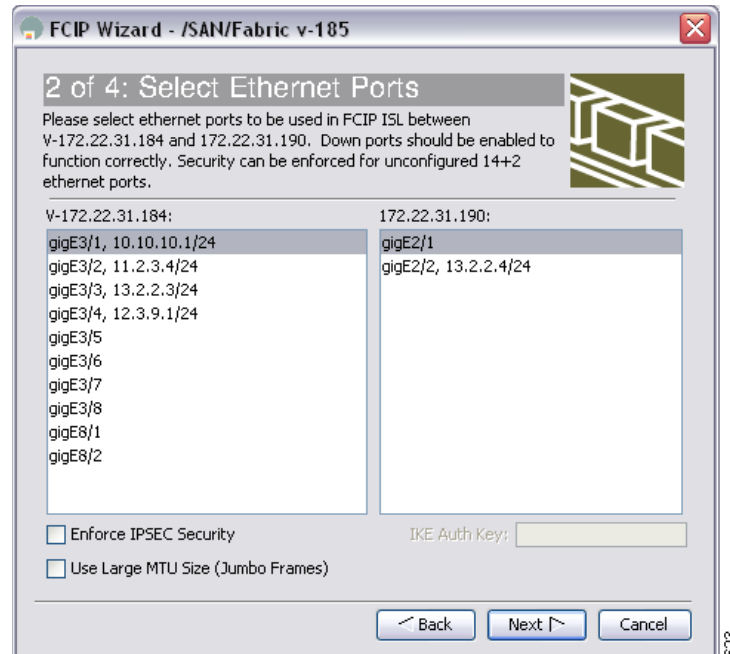 FCIP Wizard - /SAN/Fabric v-185
2 of 4: Select Ethernet Ports
Please select ethernet ports to be used in FCIP ISL between
V-172.22.31.184 and 172.22.31.190. Down ports should be enabled to
function correctly. Security can be enforced for unconfigured 14+2
ethernet ports.
V-172.22.31.184:
gigE3/1, 10.10.10.1/24
gigE3/2, 11.2.3.4/24
gigE3/3, 13.2.2.3/24
gigE3/4, 12.3.9.1/24
gigE3/5
gigE3/6
gigE3/7
gigE3/8
gigE8/1
gigE8/2
172.22.31.190:
gigE2/1
gigE2/2, 13.2.2.4/24
Enforce IPSEC Security
IKE Auth Key:
Use Large MTU Size (Jumbo Frames)
Back
Next
Cancel